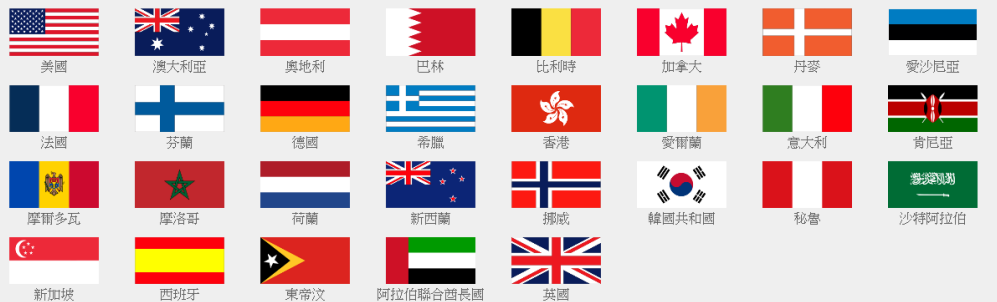 美國 澳大利亞 奧地利 巴林 比利時 加拿大 丹麥 愛沙尼亞
法國 芬蘭 德國 希臘 香港 愛爾蘭 意大利 肯尼亞
摩爾多瓦 摩洛哥 荷蘭 新西蘭 挪威 韓國共和國 秘魯 沙特阿拉伯
新加坡 西班牙 東帝汶 阿拉伯聯合酋長國 英國